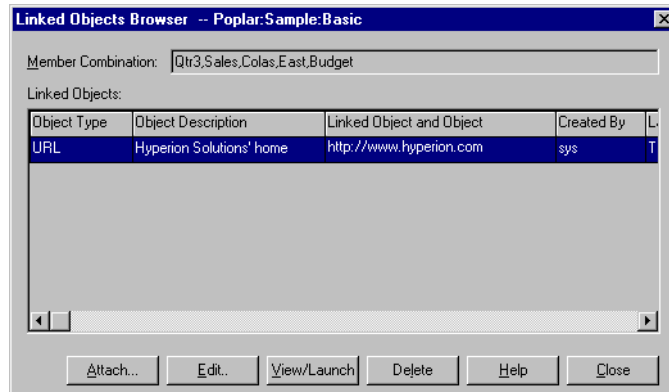 Linked Objects Browser -- Poplar:Sample:Basic
Member Combination: Qtr3,Sales,Colas,East,Budget
Linked Objects:
Object Type Object Description Linked Object and Object Created By
URL Hyperion Solutions' home http://www.hyperion.com sys T
Attach... Edit.. View/Launch Delete Help Close